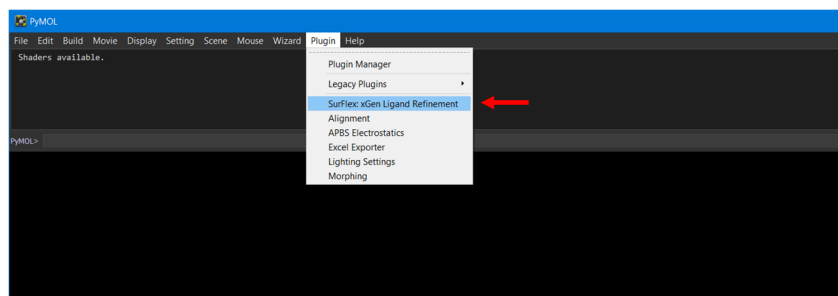 PyMOL
File Edit Build Movie Display Setting Scene Mouse Wizard Plugin Help
Shaders available.
Plugin Manager
Legacy Plugins
SurFlex: xGen Ligand Refinement
Alignment
APBS Electrostatics
PyMOL>
Excel Exporter
Lighting Settings
Morphing